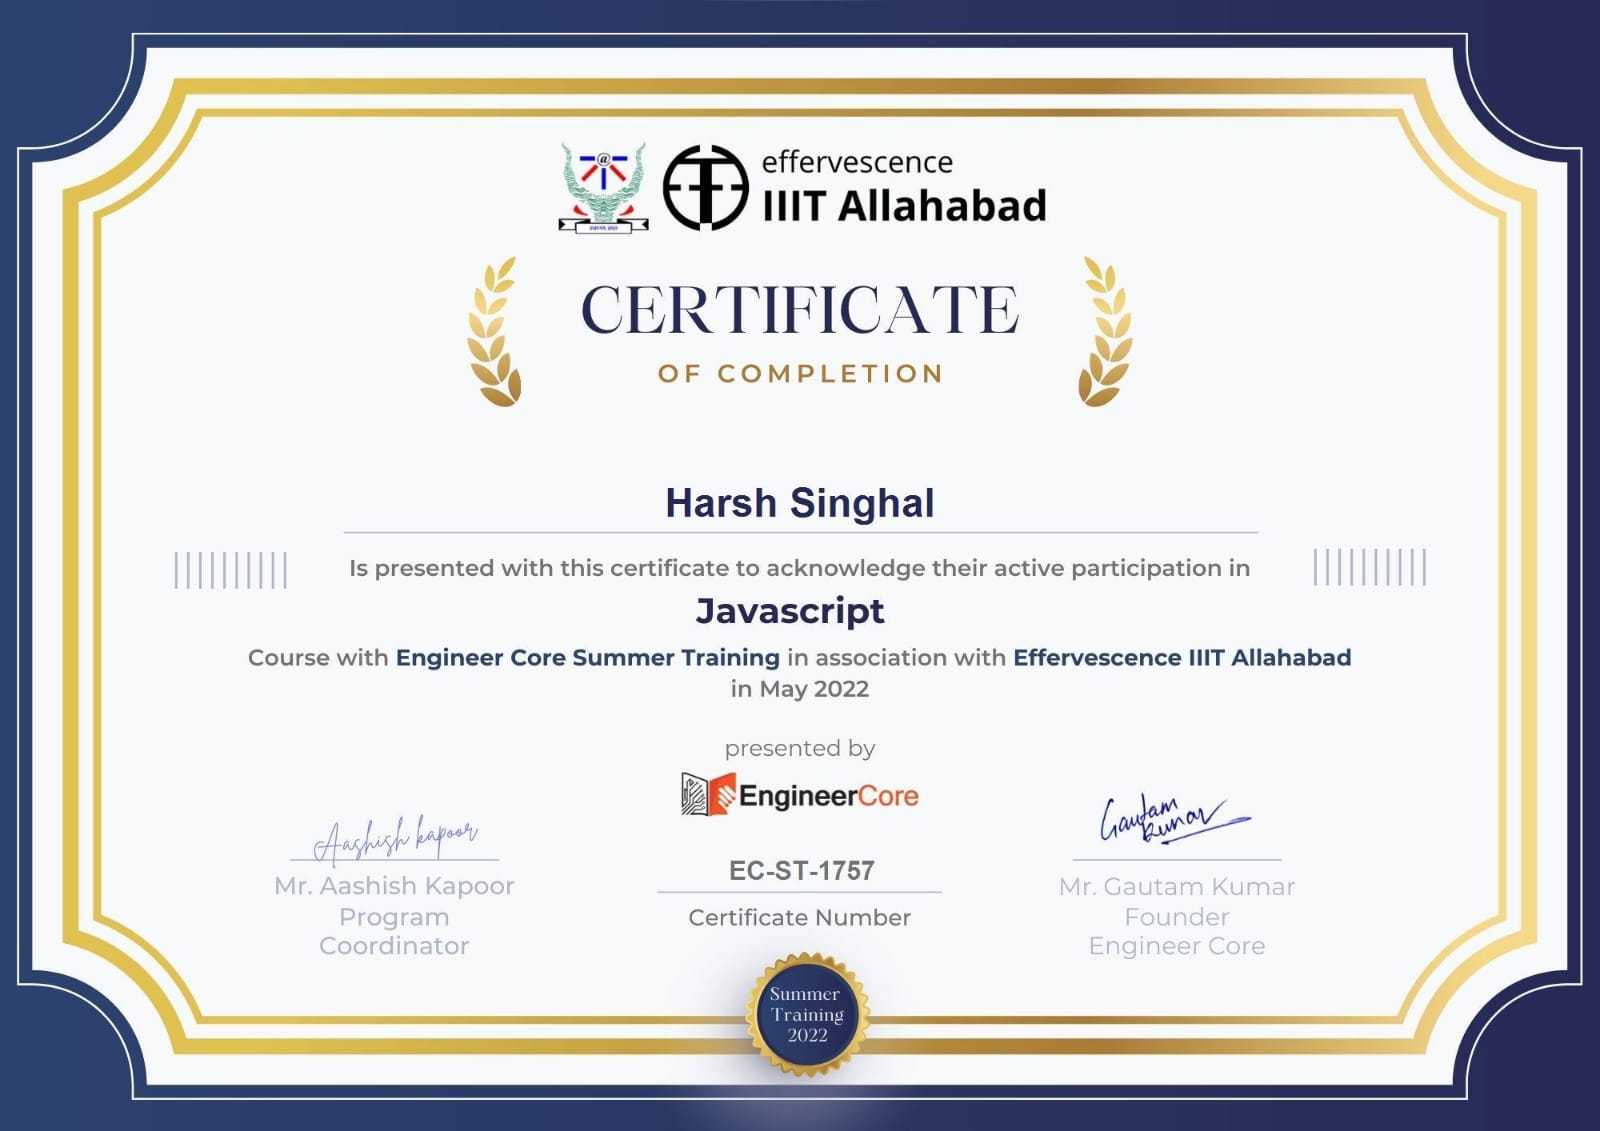 effervescence
IIIT Allahabad
CERTIFICATE
OF COMPLETION
Harsh Singhal
Is presented with this certificate to acknowledge their active participation in
Javascript
Course with Engineer Core Summer Training in association with Effervescence IIIT Allahabad
in May 2022
presented by
EngineerCore
Aashish kapoor
Gautam
Kumar
EC-ST-1757
Mr. Aashish Kapoor
Program
Coordinator
Certificate Number
Mr. Gautam Kumar
Founder
Engineer Core
Summer
Training
2022